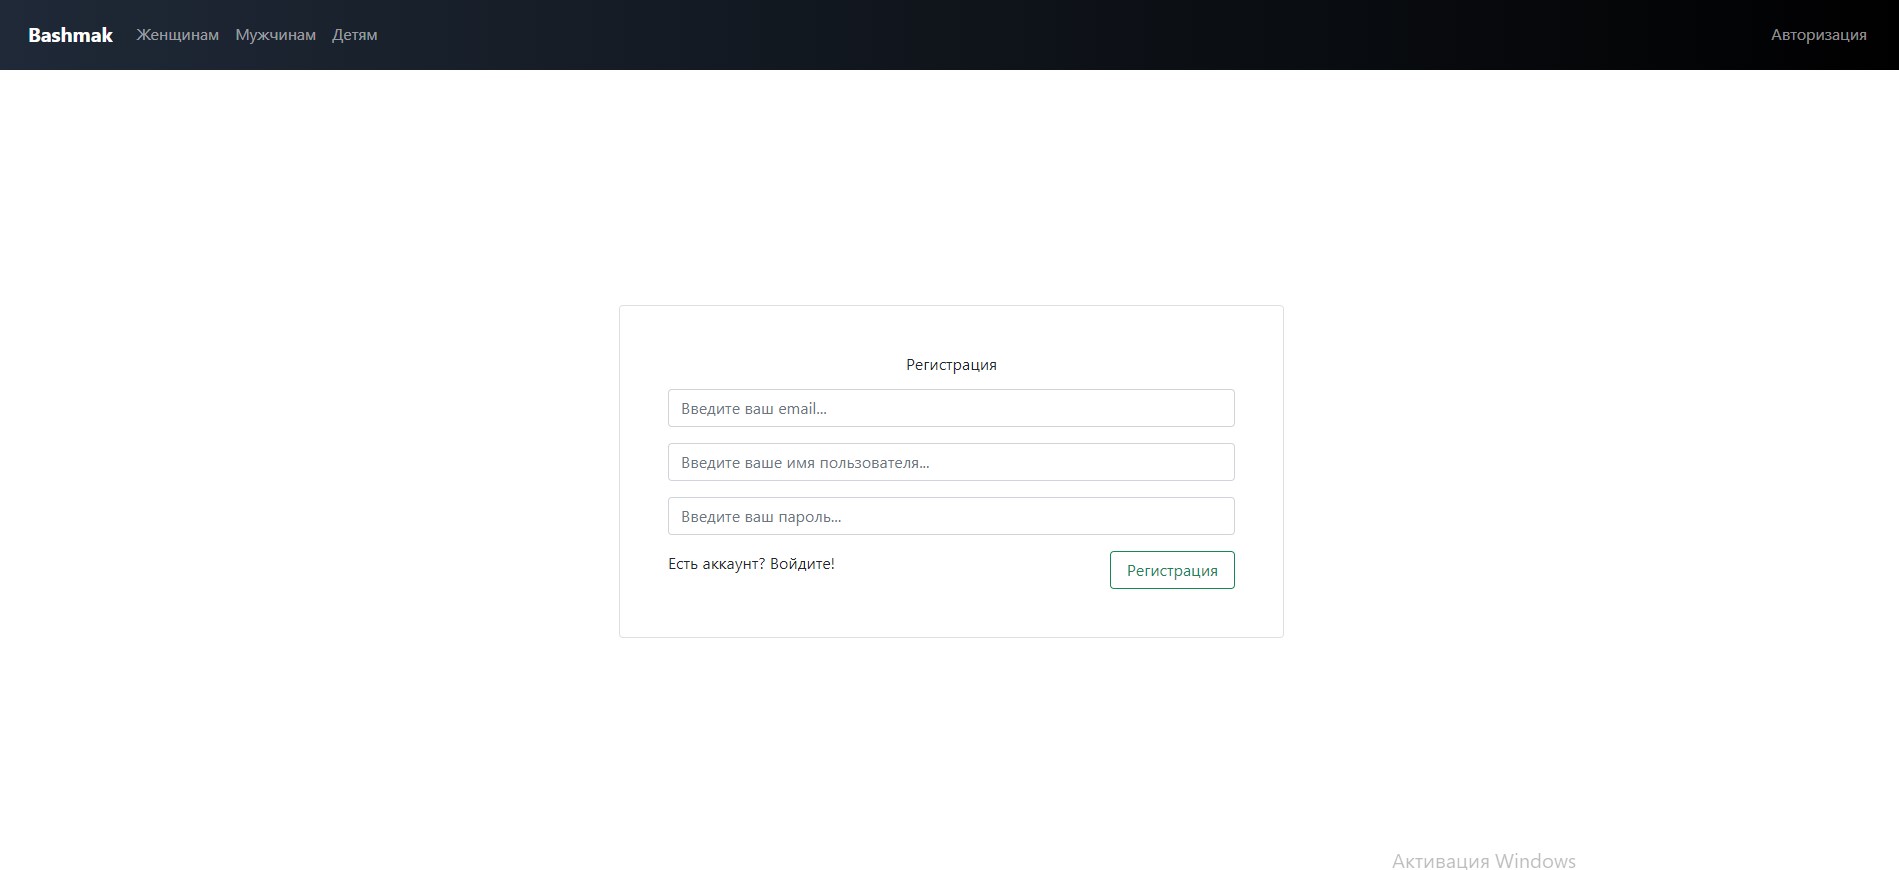 Bashmak Женщинам Мужчинам Детям Авторизация
Регистрация
Введите ваш email...
Введите ваше имя пользователя...
Введите ваш пароль...
Есть аккаунт? Войдите! Регистрация
Активация Windows